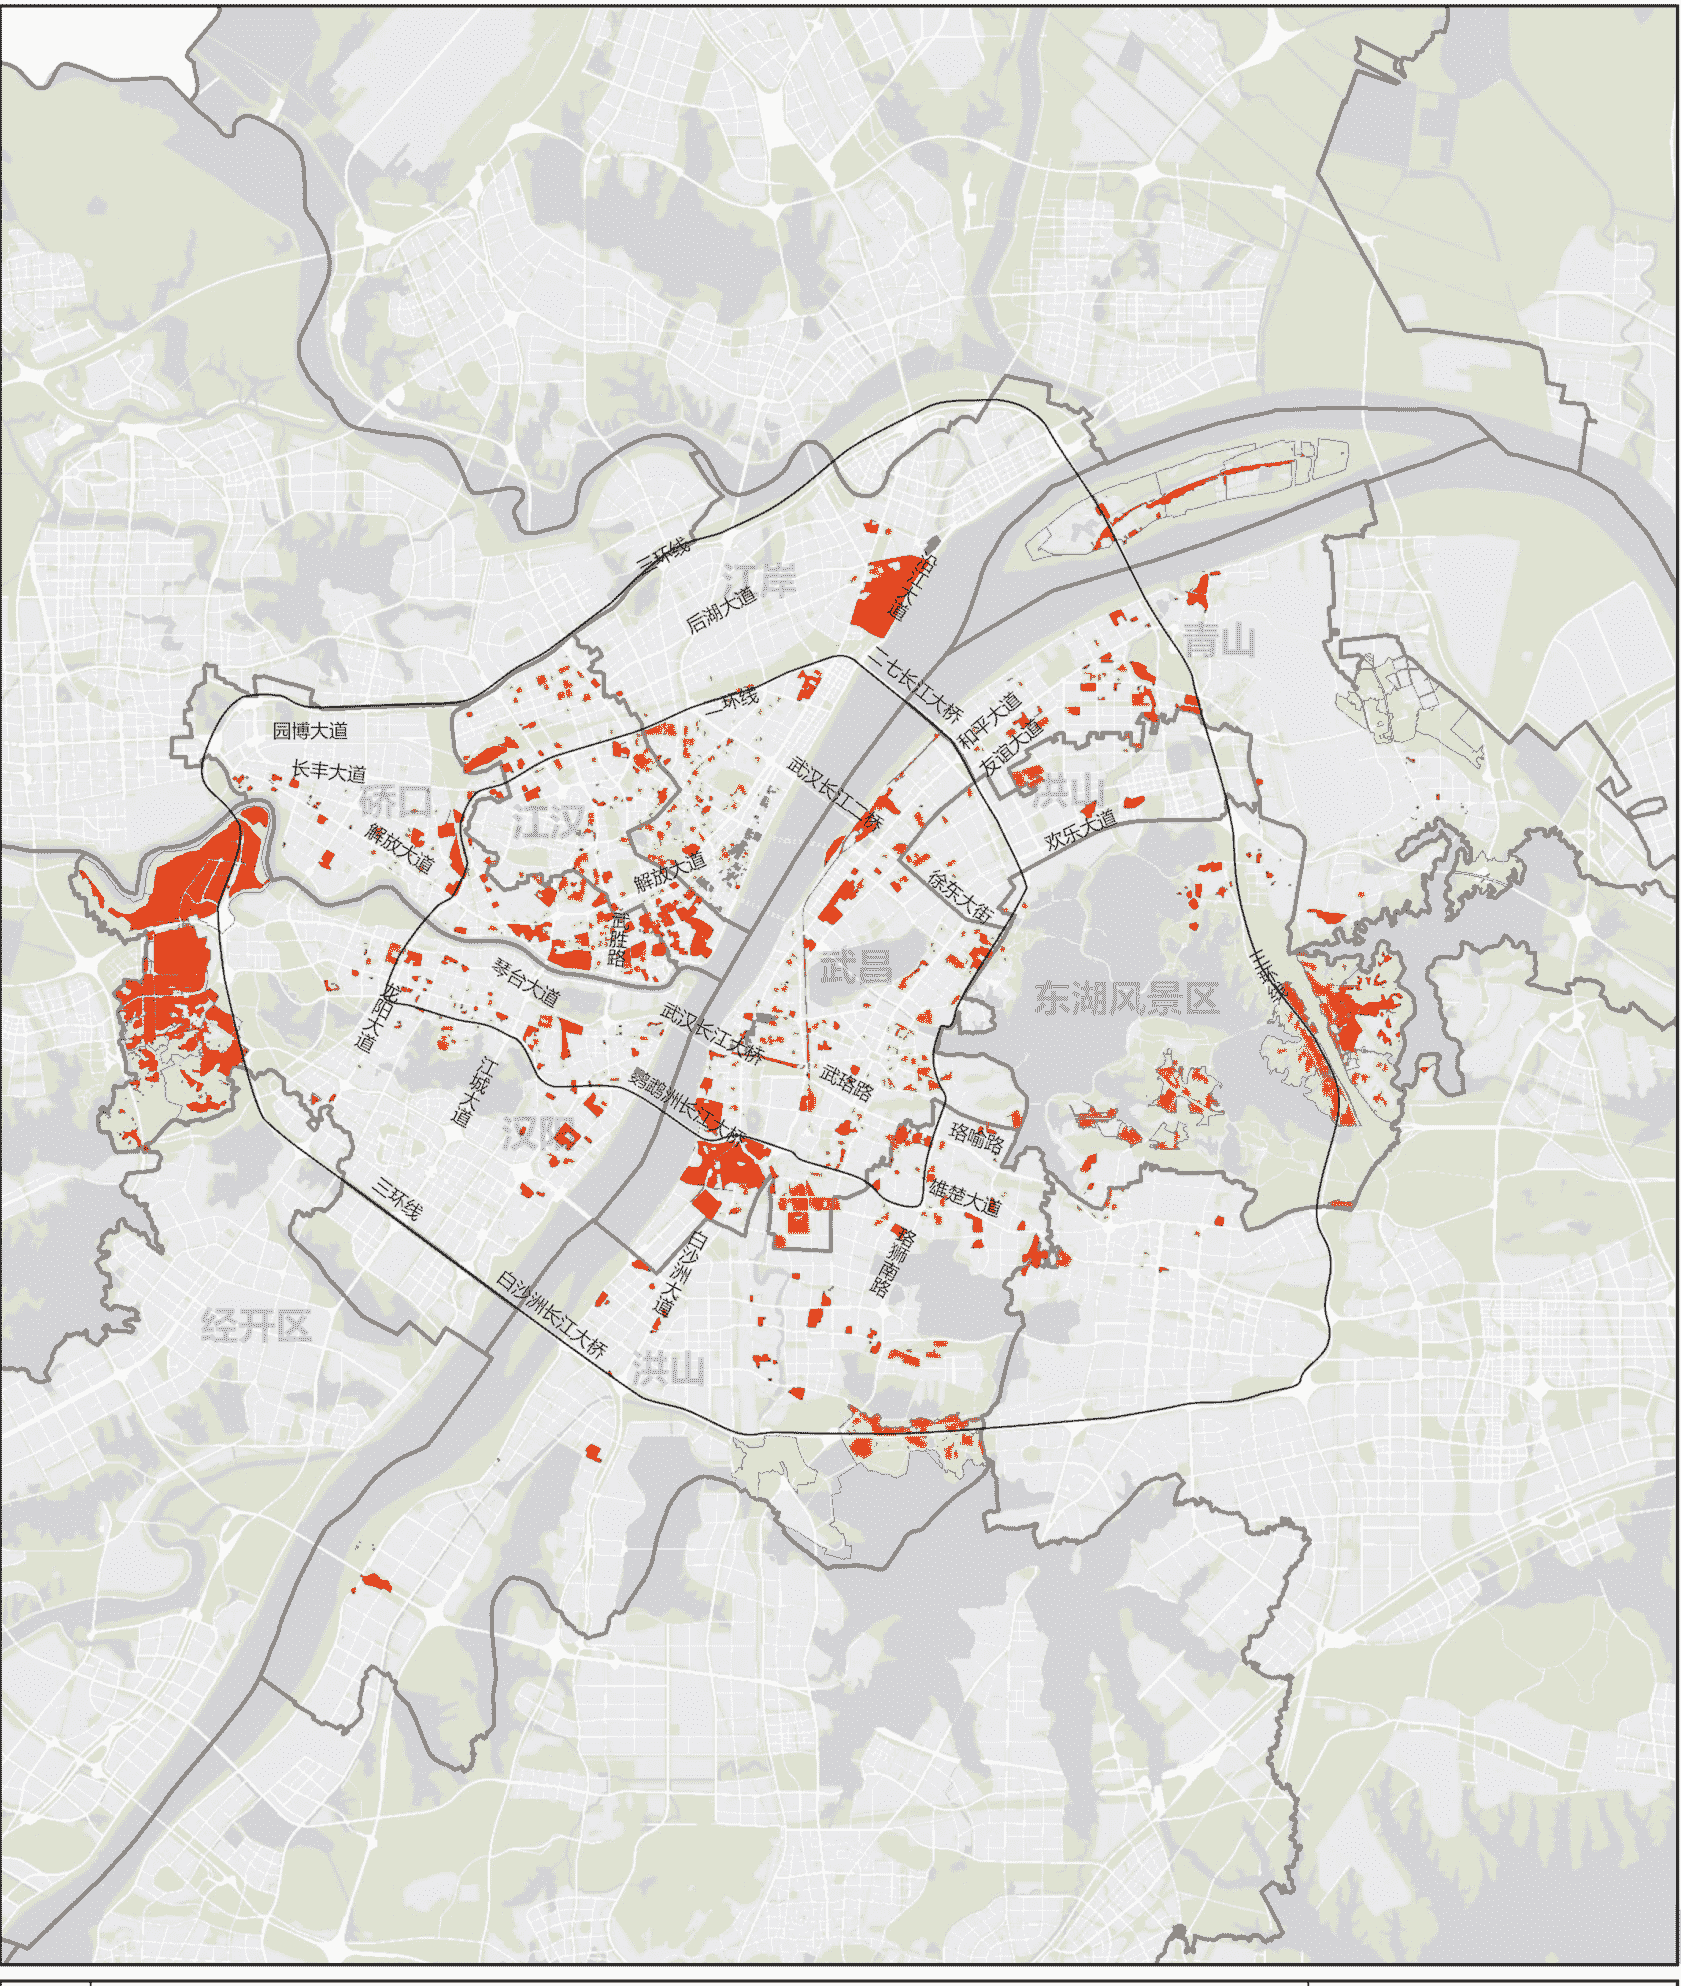 三环线
江岸
沿江大道
后湖大道
青山
二七长江大桥
二环线
和平大道
园博大道
友谊大道
长丰大道
武汉长江二桥
洪山
硚口
江汉
欢乐大道
解放大道
解放大道
徐东大街
武胜路
武昌
琴台大道
三环线
东湖风景区
龙阳大道
武汉长江大桥
江城大道
武珞路
鹦鹉洲长江大桥
汉阳
珞喻路
三环线
雄楚大道
白沙洲大道
珞狮南路
经开区
白沙洲长江大桥
洪山